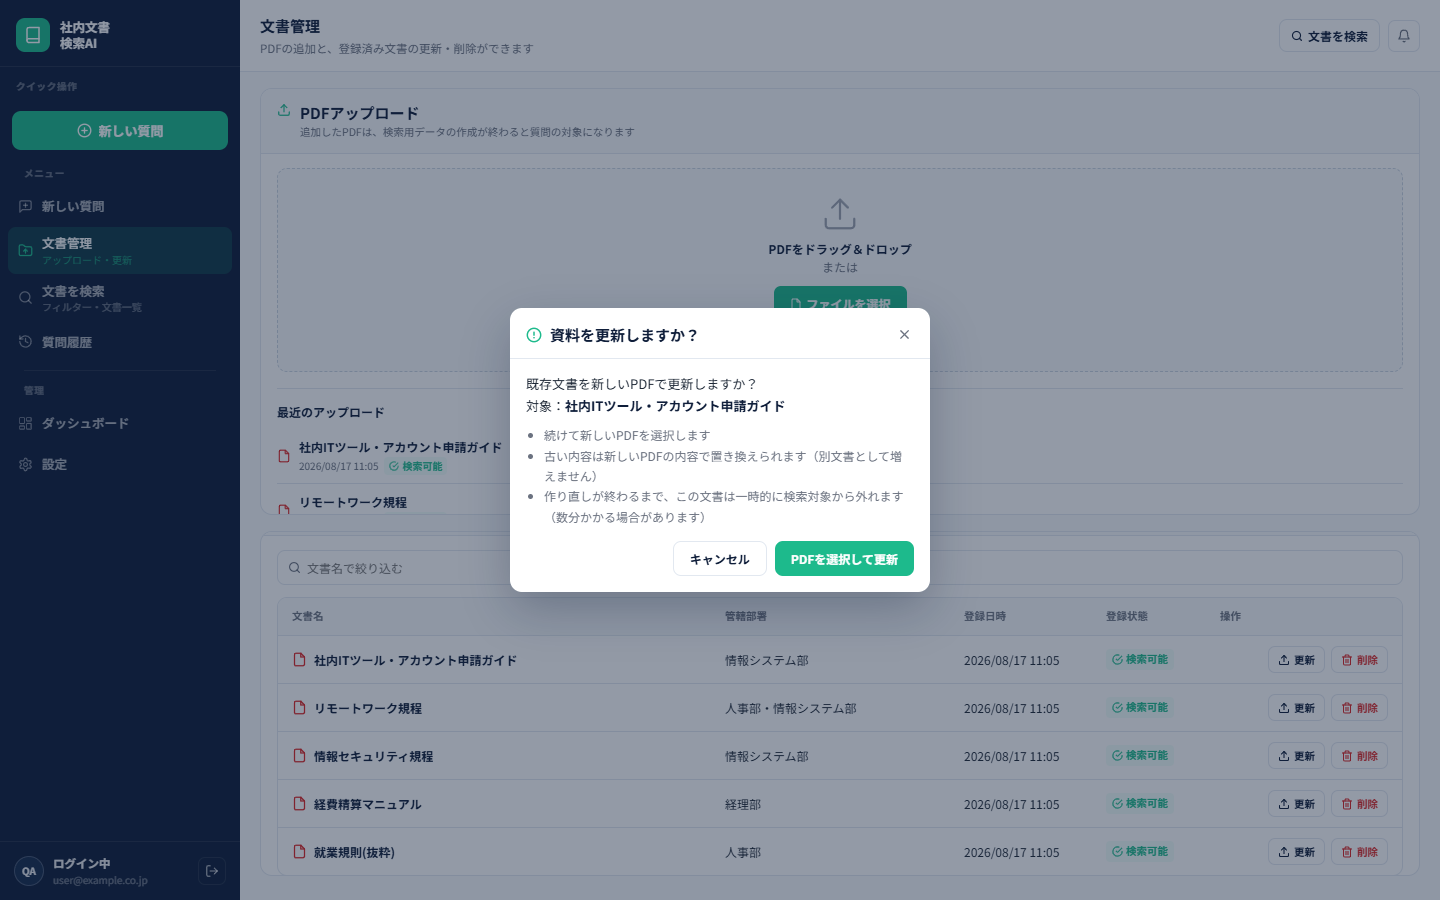 社内文書
検索AI
クイック操作
新しい質問
メニュー
新しい質問
文書管理
アップロード・更新
文書を検索
フィルター・文書一覧
質問履歴
管理
ダッシュボード
設定
QA
ログイン中
user@example.co.jp
文書管理
PDFの追加と、登録済み文書の更新・削除ができます
文書を検索
PDFアップロード
追加したPDFは、検索用データの作成が終わると質問の対象になります
PDFをドラッグ＆ドロップ
または
ファイルを選択
最近のアップロード
社内ITツール・アカウント申請ガイド
2026/08/17 11:05 検索可能
リモートワーク規程
資料を更新しますか？
既存文書を新しいPDFで更新しますか？
対象：社内ITツール・アカウント申請ガイド
続けて新しいPDFを選択します
古い内容は新しいPDFの内容で置き換えられます（別文書として増
えません）
作り直しが終わるまで、この文書は一時的に検索対象から外れます
（数分かかる場合があります）
キャンセル
PDFを選択して更新
文書名で絞り込む
文書名 管轄部署 登録日時 登録状態 操作
社内ITツール・アカウント申請ガイド 情報システム部 2026/08/17 11:05 検索可能 更新 削除
リモートワーク規程 人事部・情報システム部 2026/08/17 11:05 検索可能 更新 削除
情報セキュリティ規程 情報システム部 2026/08/17 11:05 検索可能 更新 削除
経費精算マニュアル 経理部 2026/08/17 11:05 検索可能 更新 削除
就業規則(抜粋) 人事部 2026/08/17 11:05 検索可能 更新 削除